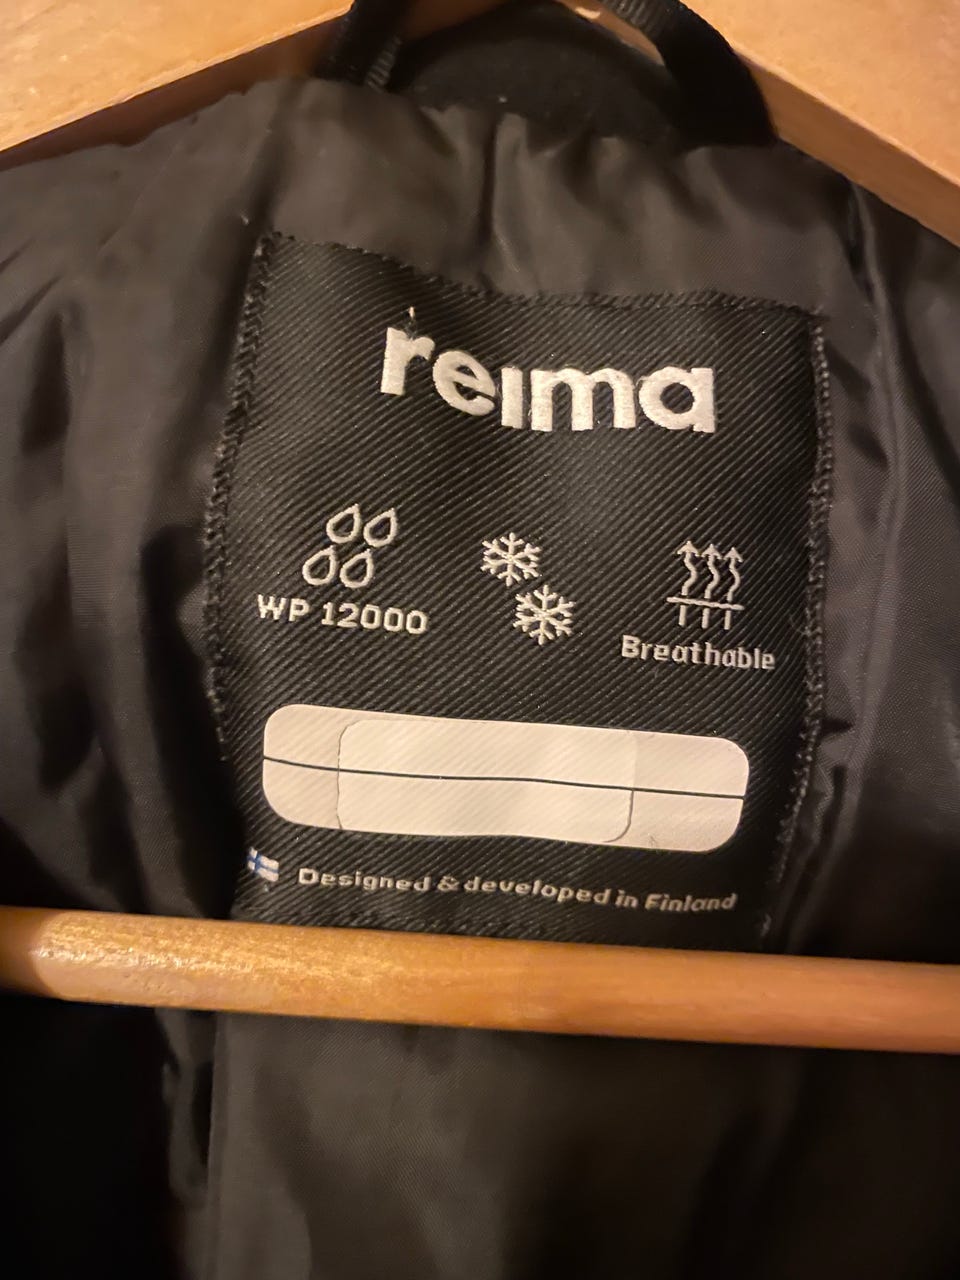 reima
WP 12000
Breathable
Designed & developed in Finland